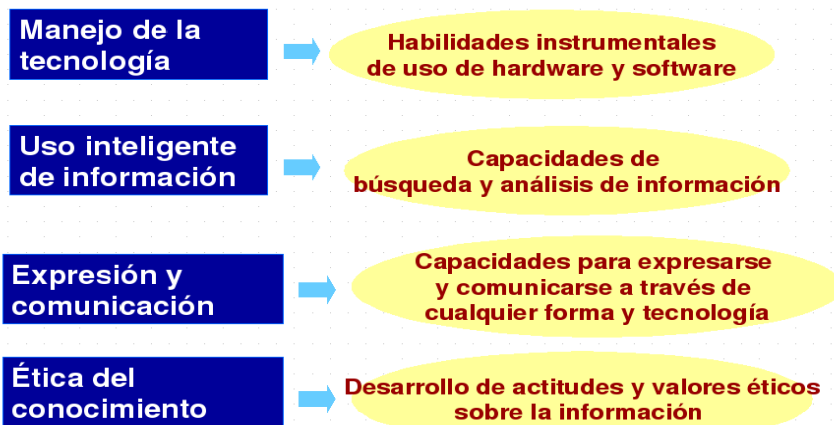 Manejo de la
tecnología
Habilidades instrumentales
de uso de hardware y software
Uso inteligente
de información
Capacidades de
búsqueda y análisis de información
Expresión y
comunicación
Capacidades para expresarse
y comunicarse a través de
cualquier forma y tecnología
Ética del
conocimiento
Desarrollo de actitudes y valores éticos
sobre la información